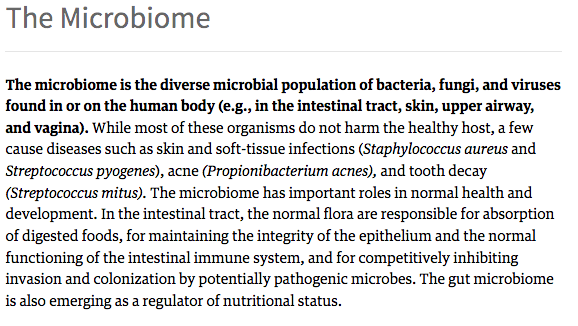 The Microbiome
The microbiome is the diverse microbial population of bacteria, fungi, and viruses
found in or on the human body (e.g., in the intestinal tract, skin, upper airway,
and vagina). While most of these organisms do not harm the healthy host, a few
cause diseases such as skin and soft-tissue infections (Staphylococcus aureus and
Streptococcus pyogenes), acne (Propionibacterium acnes), and tooth decay
(Streptococcus mitus). The microbiome has important roles in normal health and
development. In the intestinal tract, the normal flora are responsible for absorption
of digested foods, for maintaining the integrity of the epithelium and the normal
functioning of the intestinal immune system, and for competitively inhibiting
invasion and colonization by potentially pathogenic microbes. The gut microbiome
is also emerging as a regulator of nutritional status.